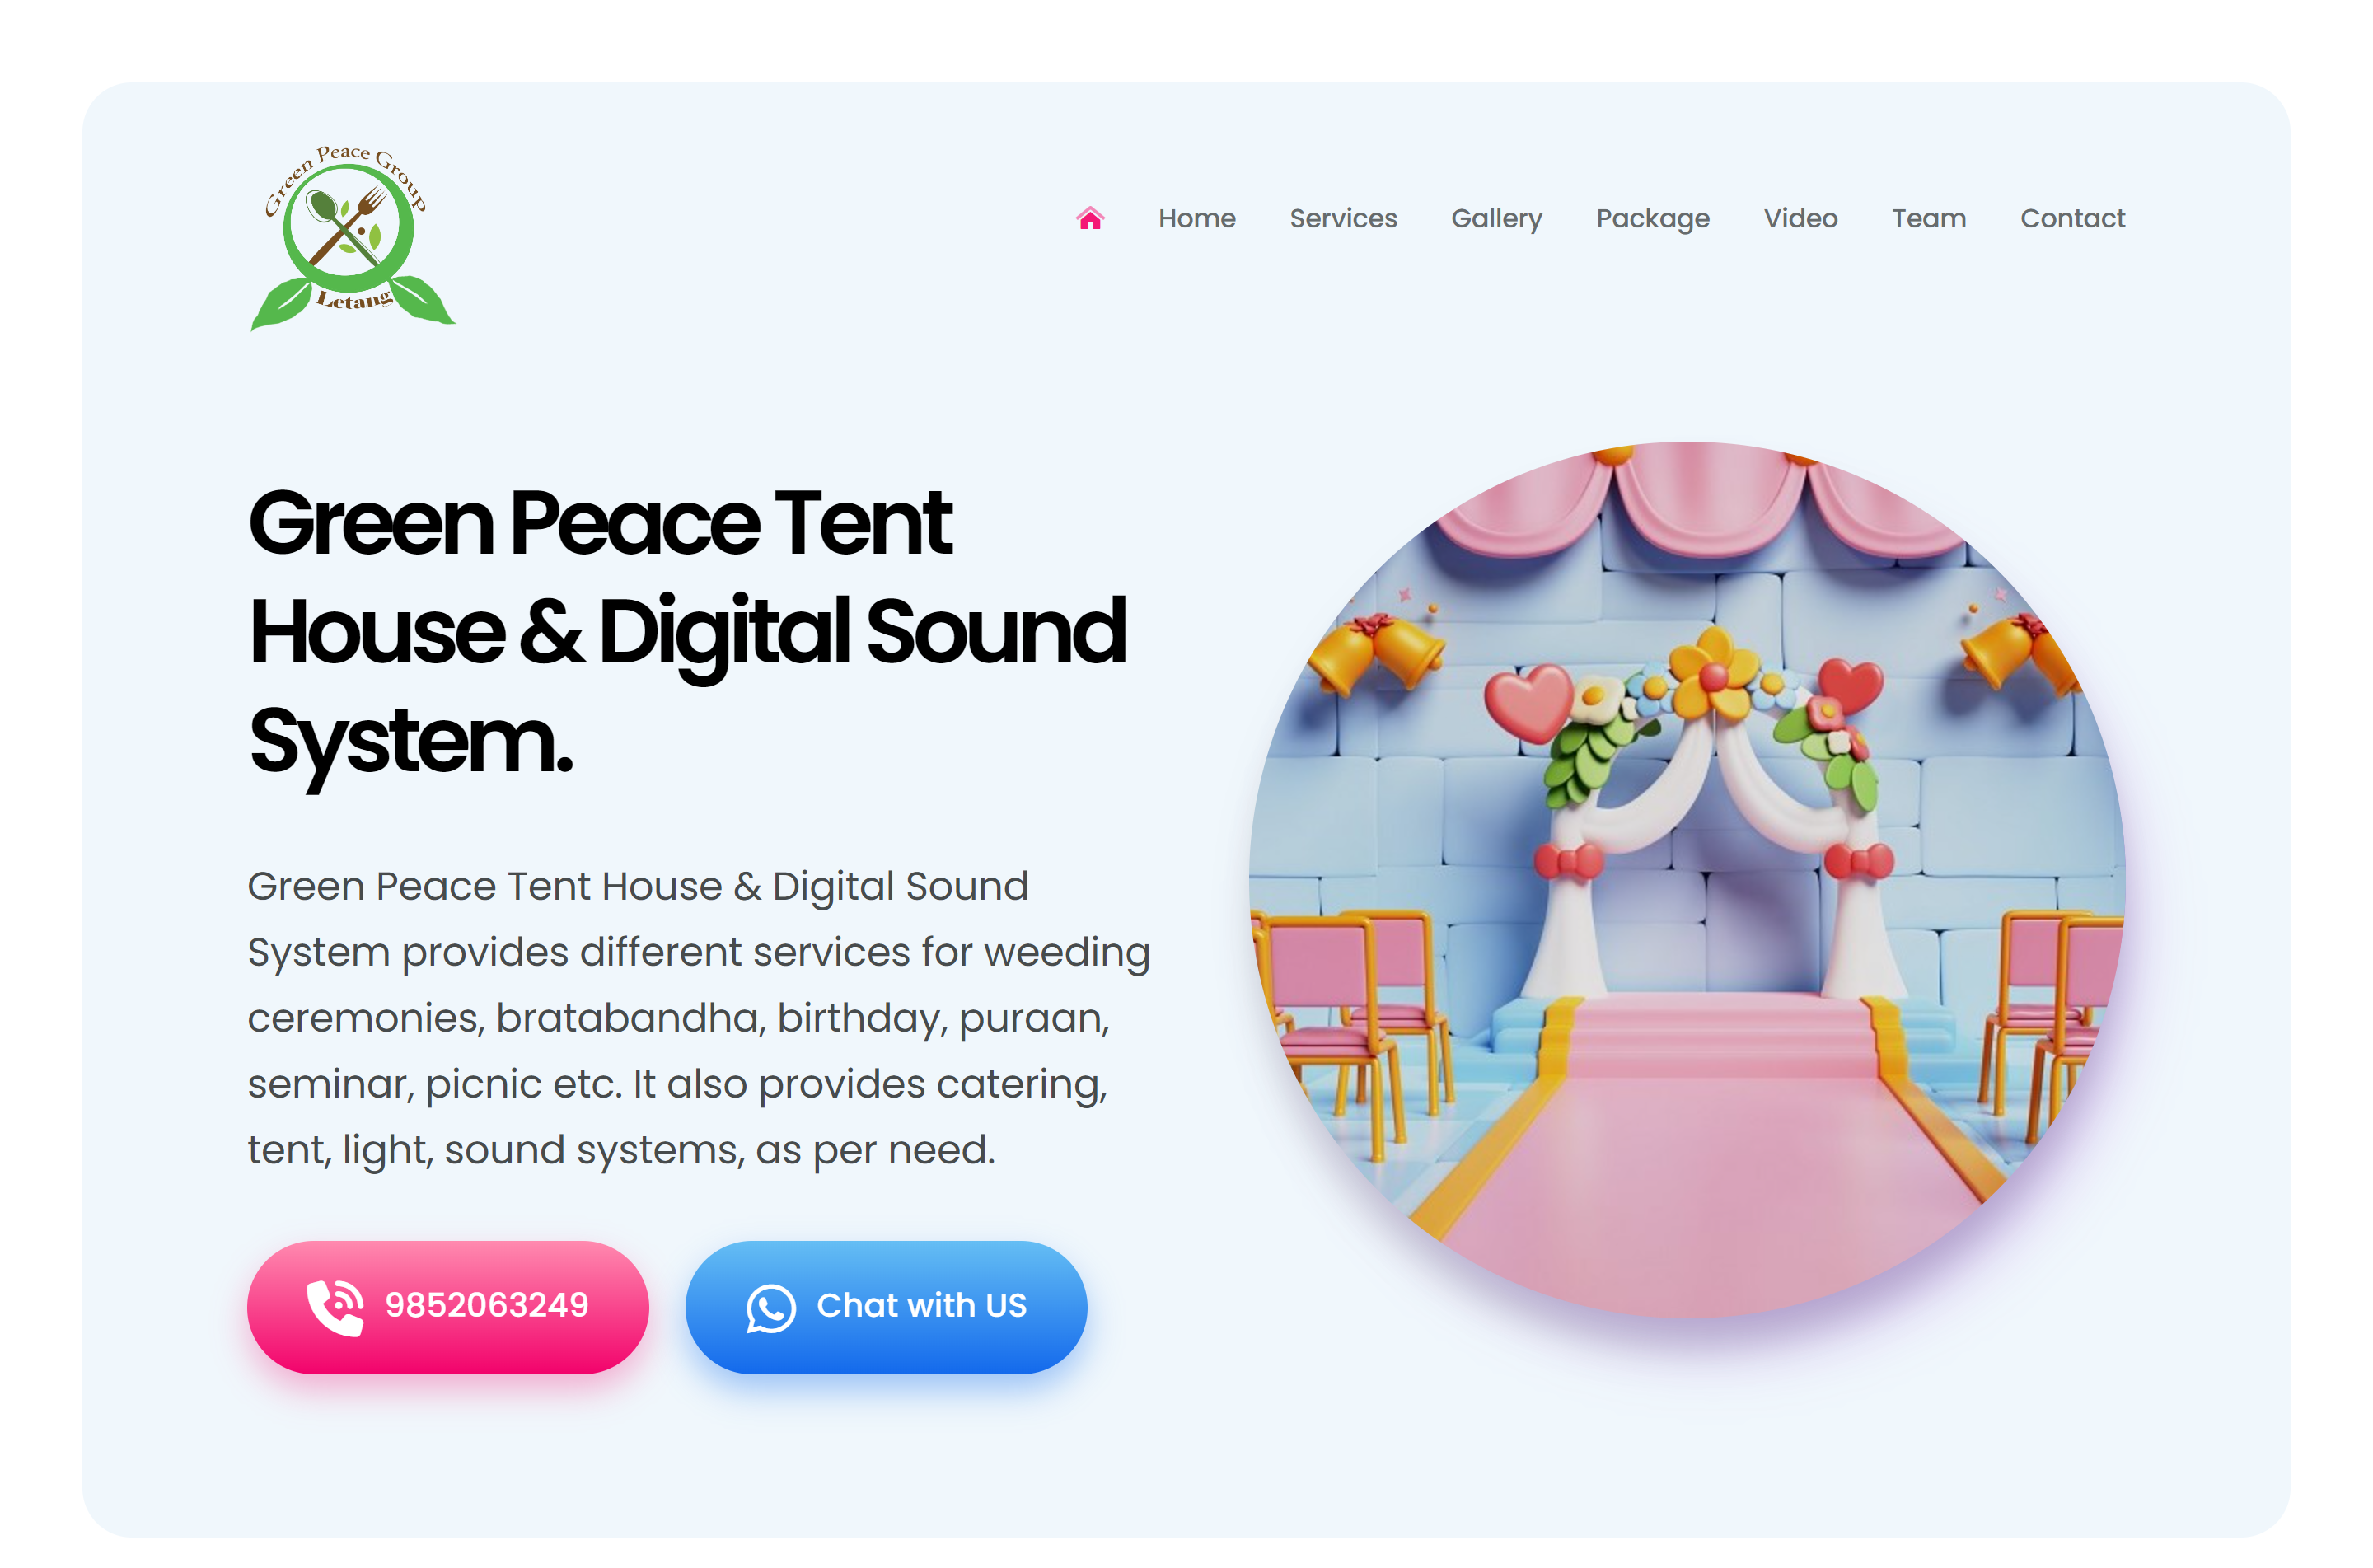 Green Peace Group
Letang
Home Services Gallery Package Video Team Contact
Green Peace Tent
House & Digital Sound
System.
Green Peace Tent House & Digital Sound
System provides different services for weeding
ceremonies, bratabandha, birthday, puraan,
seminar, picnic etc. It also provides catering,
tent, light, sound systems, as per need.
9852063249
Chat with US